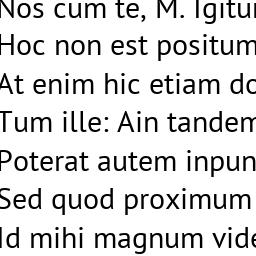 Nos cum te, M. Igitur
Hoc non est positum
At enim hic etiam do
Tum ille: Ain tandem
Poterat autem inpun
Sed quod proximum
Id mihi magnum vide